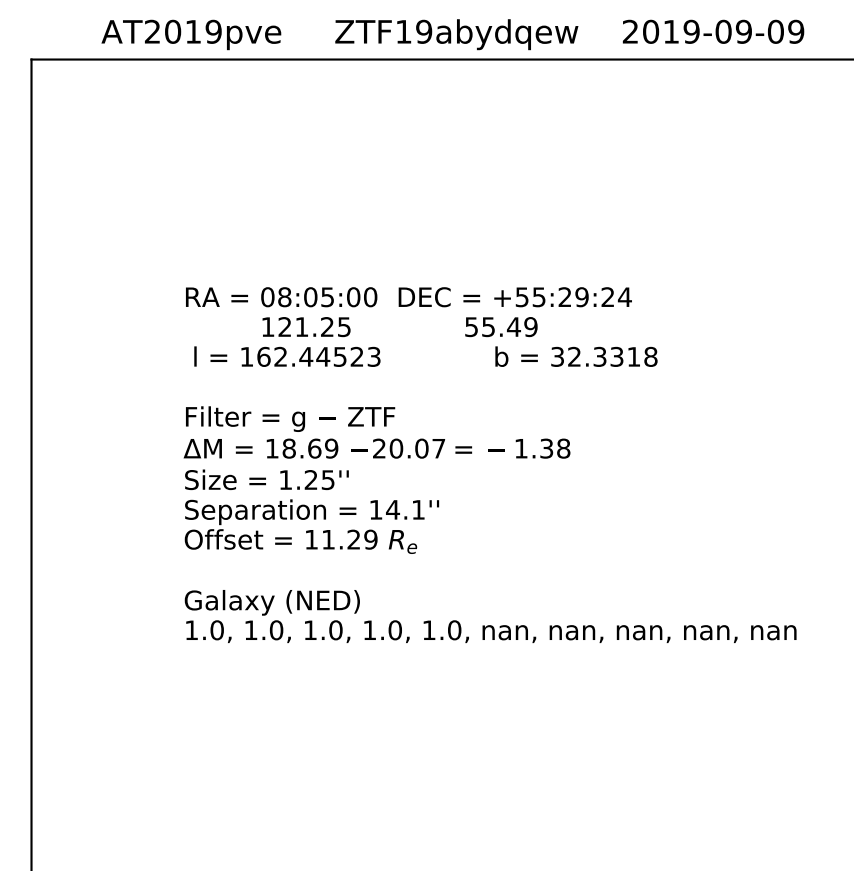 AT2019pve ZTF19abydqew 2019-09-09
RA = 08:05:00 DEC = +55:29:24
121.25 55.49
l = 162.44523 b = 32.3318
Filter = g − ZTF
ΔM = 18.69 −20.07 = − 1.38
Size = 1.25''
Separation = 14.1''
Offset = 11.29 Re
Galaxy (NED)
1.0, 1.0, 1.0, 1.0, 1.0, nan, nan, nan, nan, nan